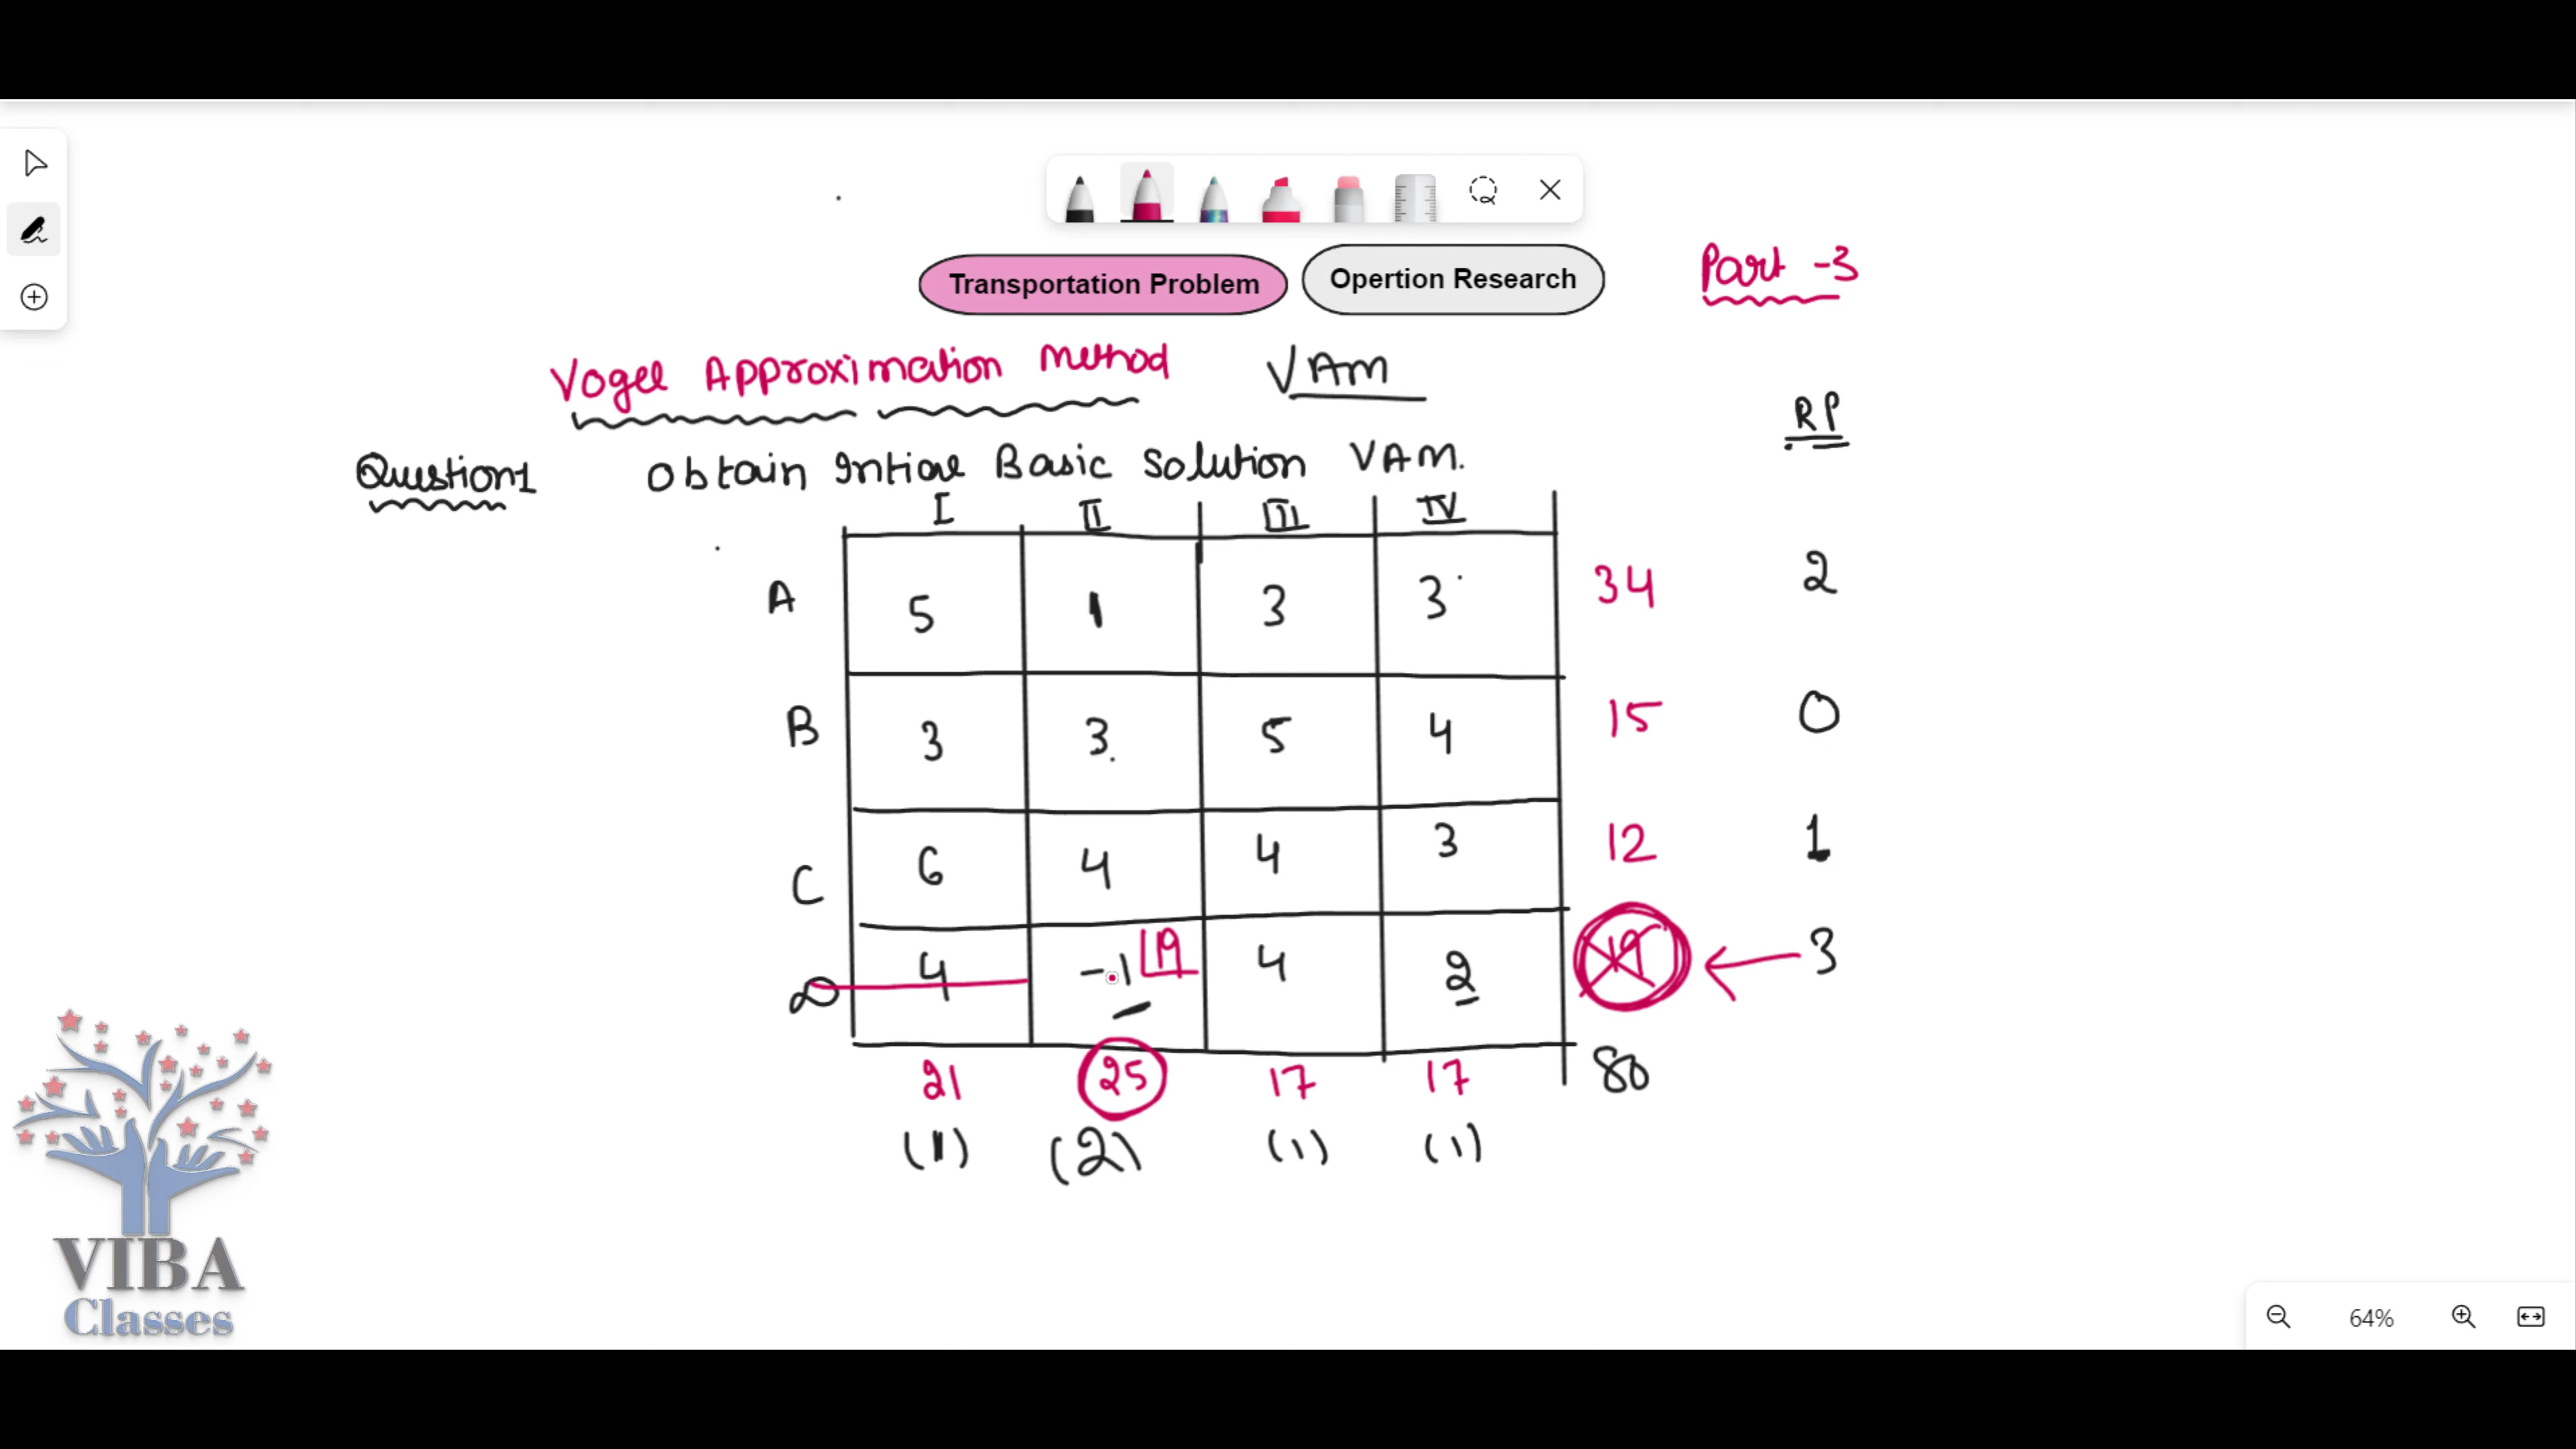 Transportation Problem Opertion Research Part -3
Vogel Approximation Method VAM
RP
Question1 Obtain Intial Basic Solution VAM.
I II III IV
A 5 1 3 3 34 2
B 3 3 5 4 15 0
C 6 4 4 3 12 1
D 4 -1 19 4 2 19 3
21 25 17 17 80
(1) (2) (1) (1)
VIBA
Classes
64%